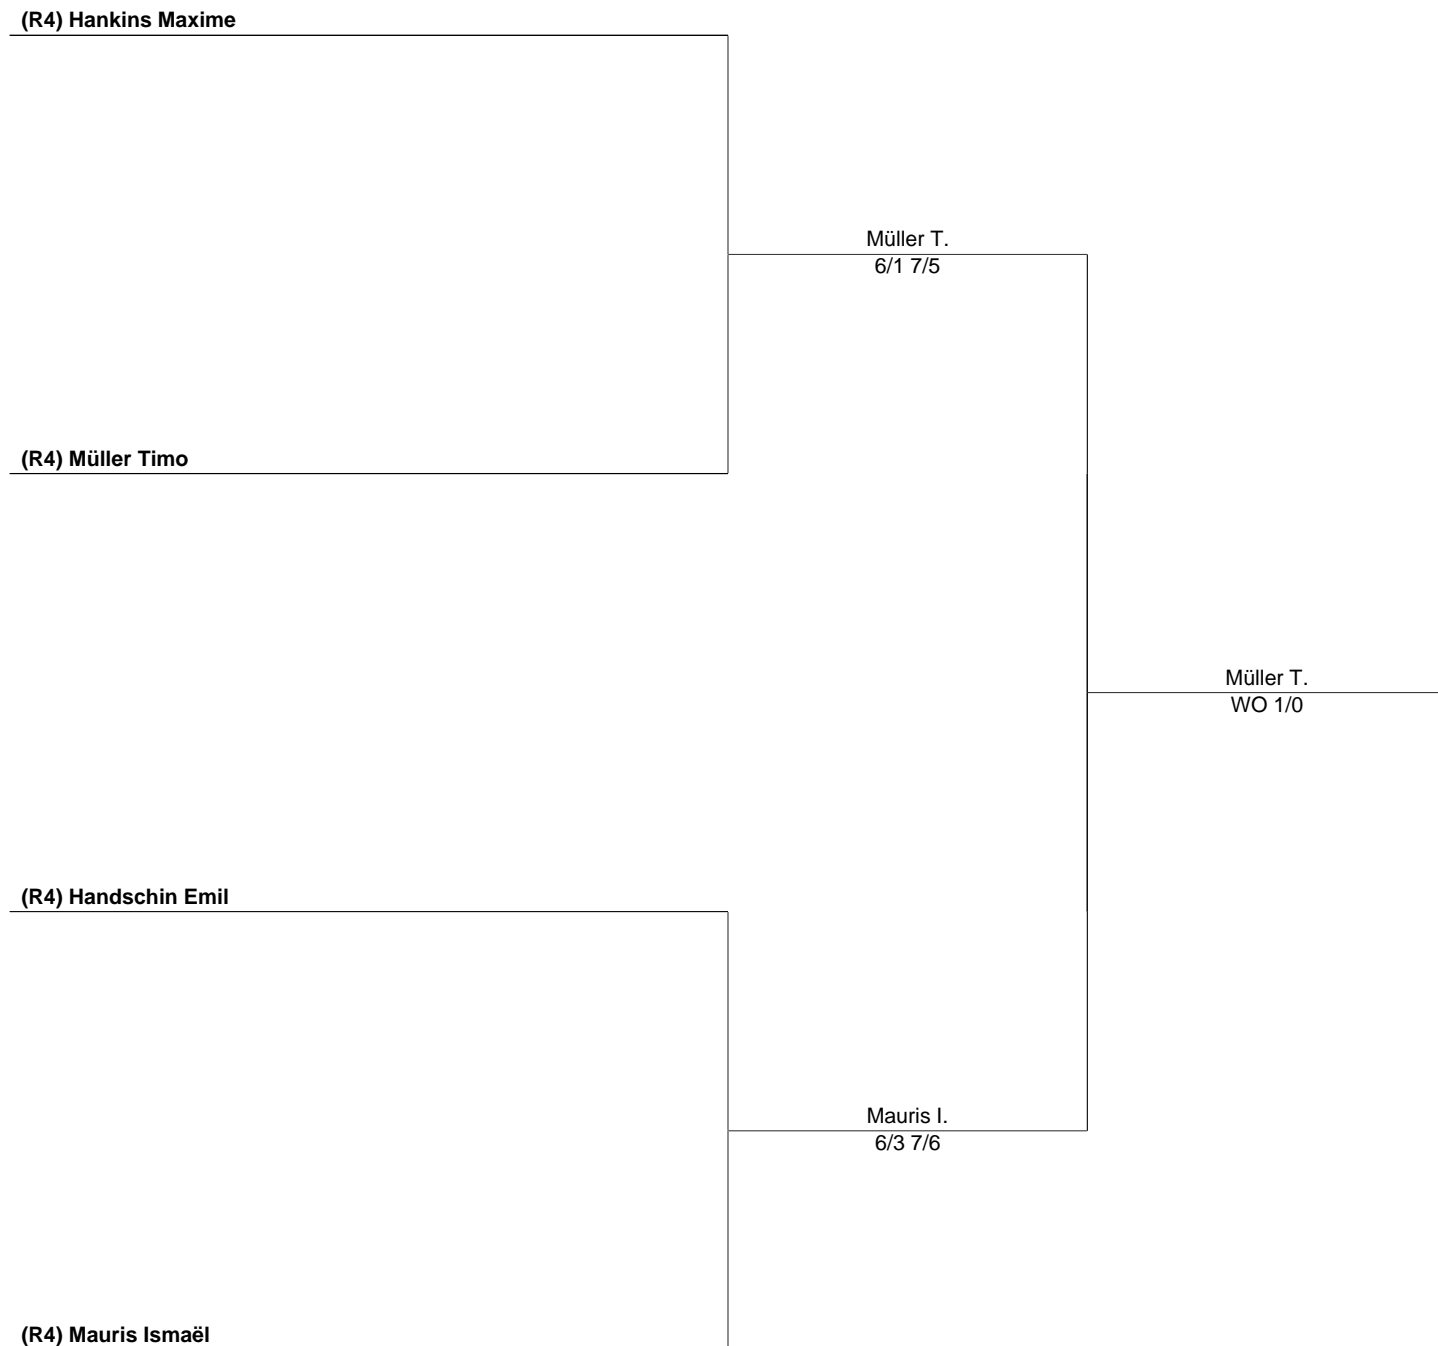 (R4) Hankins Maxime
Müller T.
6/1 7/5
(R4) Müller Timo
Müller T.
WO 1/0
(R4) Handschin Emil
Mauris I.
6/3 7/6
(R4) Mauris Ismaël